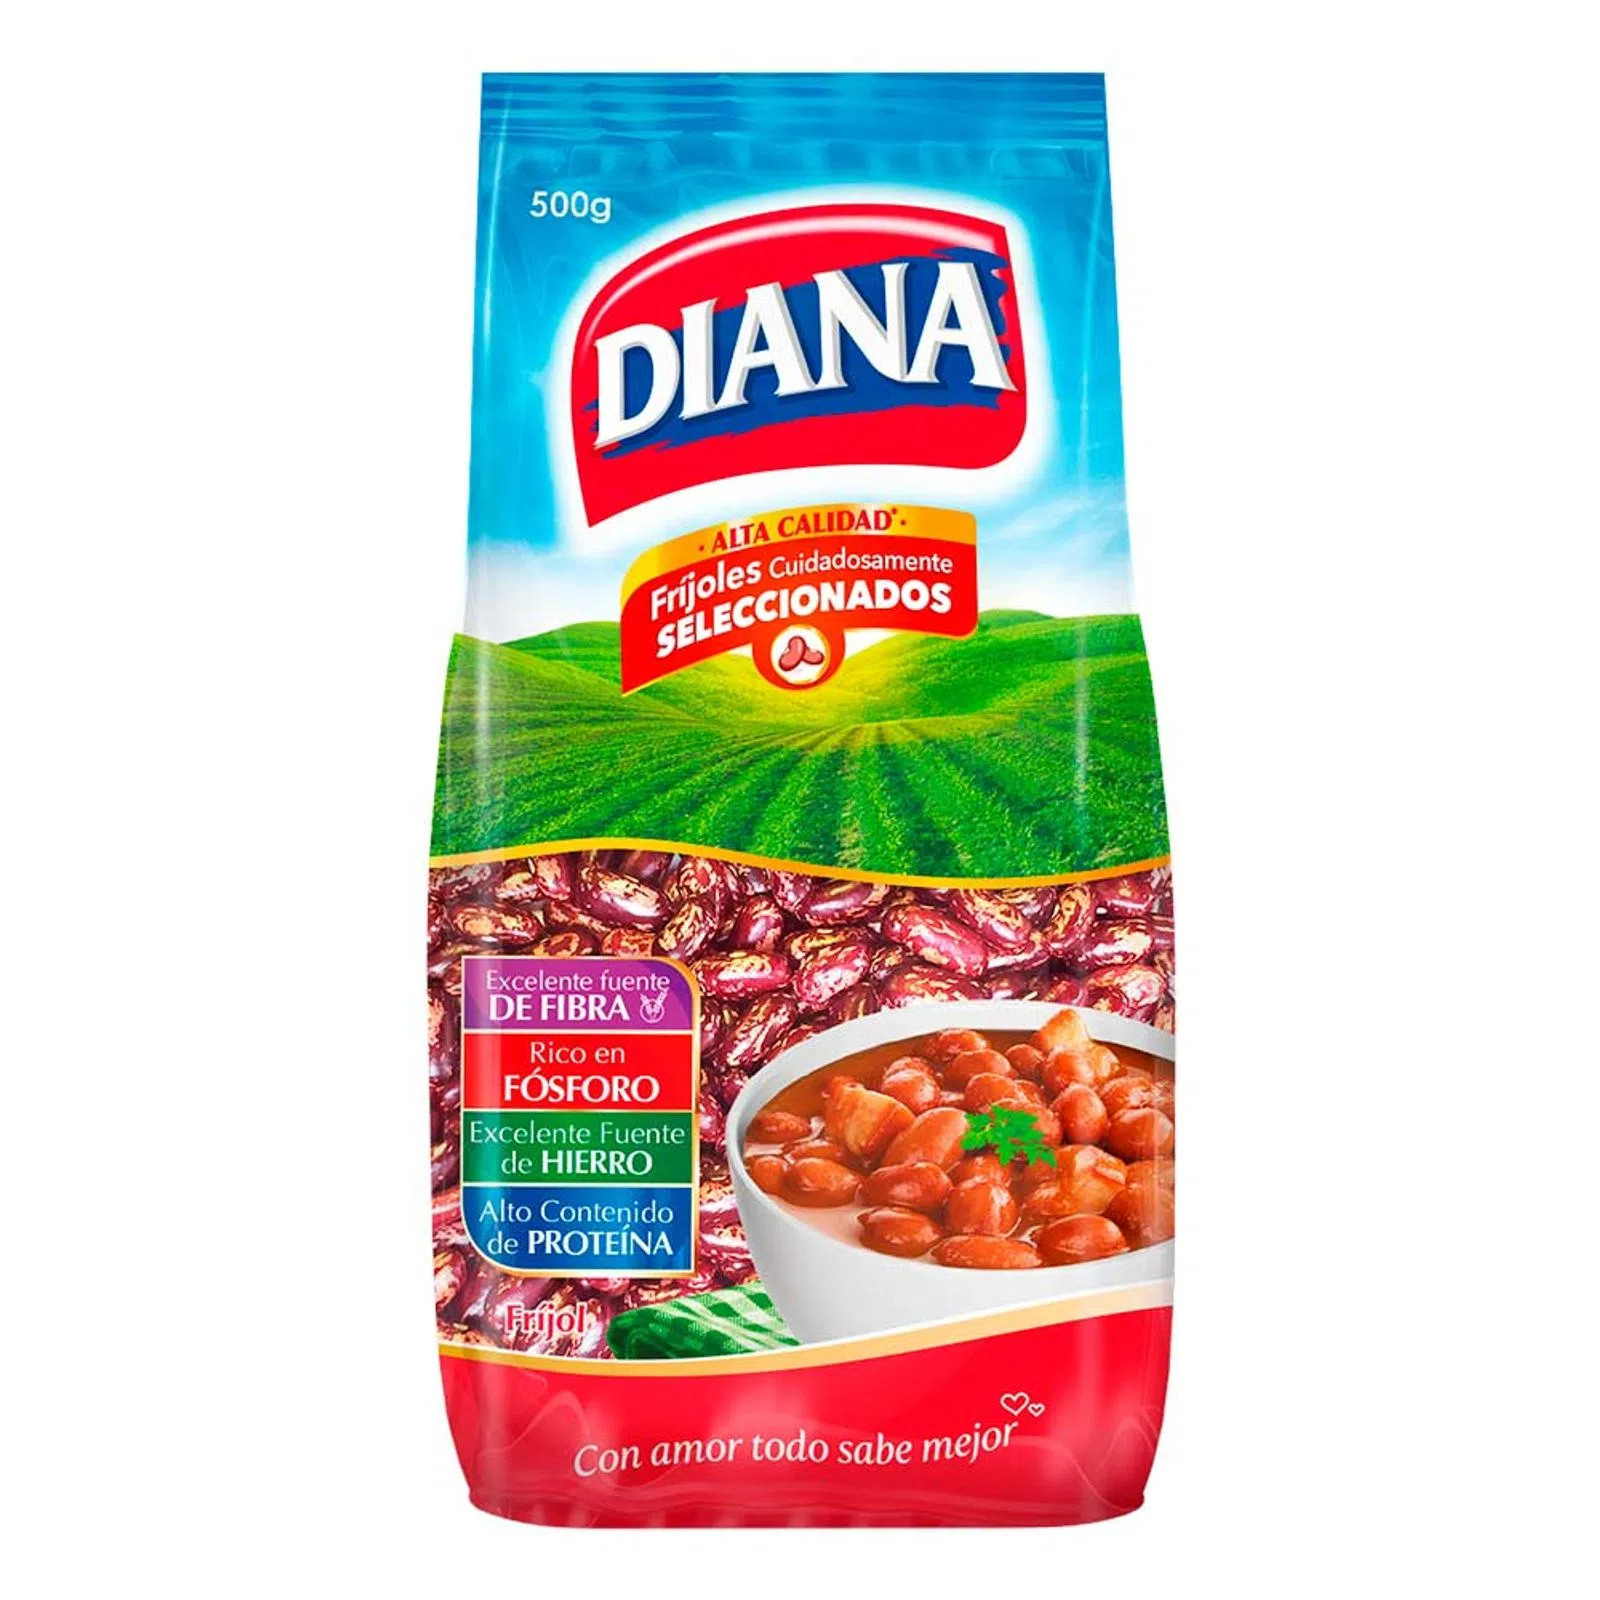 500g
DIANA
· ALTA CALIDAD* ·
Fríjoles Cuidadosamente
SELECCIONADOS
Excelente fuente
DE FIBRA
Rico en
FÓSFORO
Excelente Fuente
de HIERRO
Alto Contenido
de PROTEÍNA
Fríjol
Con amor todo sabe mejor